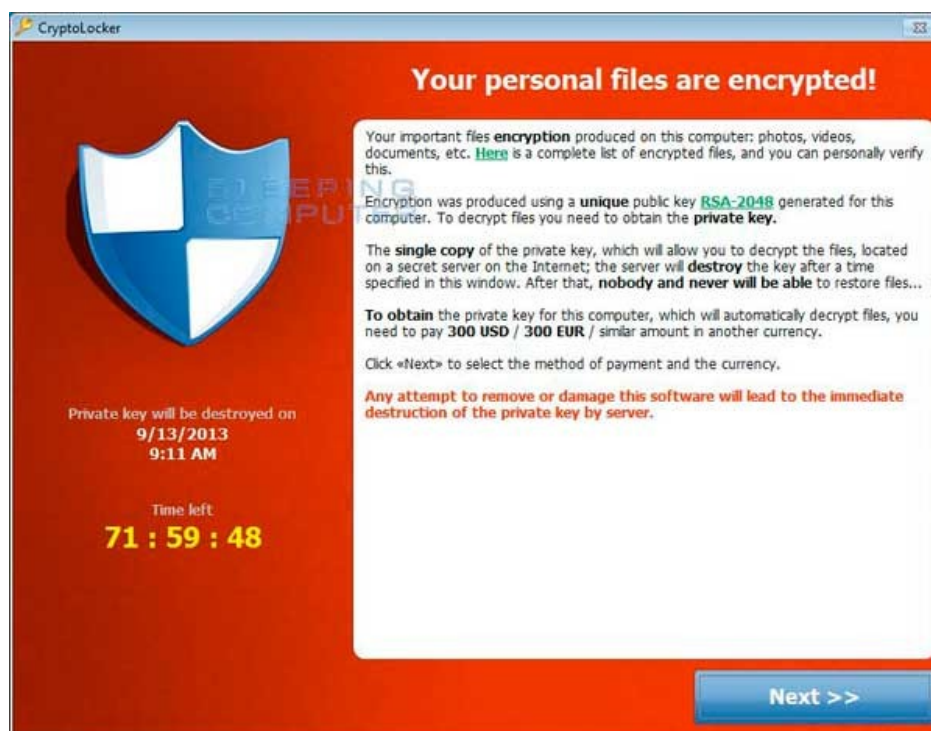 CryptoLocker
Your personal files are encrypted!
Your important files encryption produced on this computer: photos, videos,
documents, etc. Here is a complete list of encrypted files, and you can personally verify
this.
BLEEPING
COMPUTER
Encryption was produced using a unique public key RSA-2048 generated for this
computer. To decrypt files you need to obtain the private key.
The single copy of the private key, which will allow you to decrypt the files, located
on a secret server on the Internet; the server will destroy the key after a time
specified in this window. After that, nobody and never will be able to restore files...
To obtain the private key for this computer, which will automatically decrypt files, you
need to pay 300 USD / 300 EUR / similar amount in another currency.
Click «Next» to select the method of payment and the currency.
Any attempt to remove or damage this software will lead to the immediate
destruction of the private key by server.
Private key will be destroyed on
9/13/2013
9:11 AM
Time left
71 : 59 : 48
Next >>